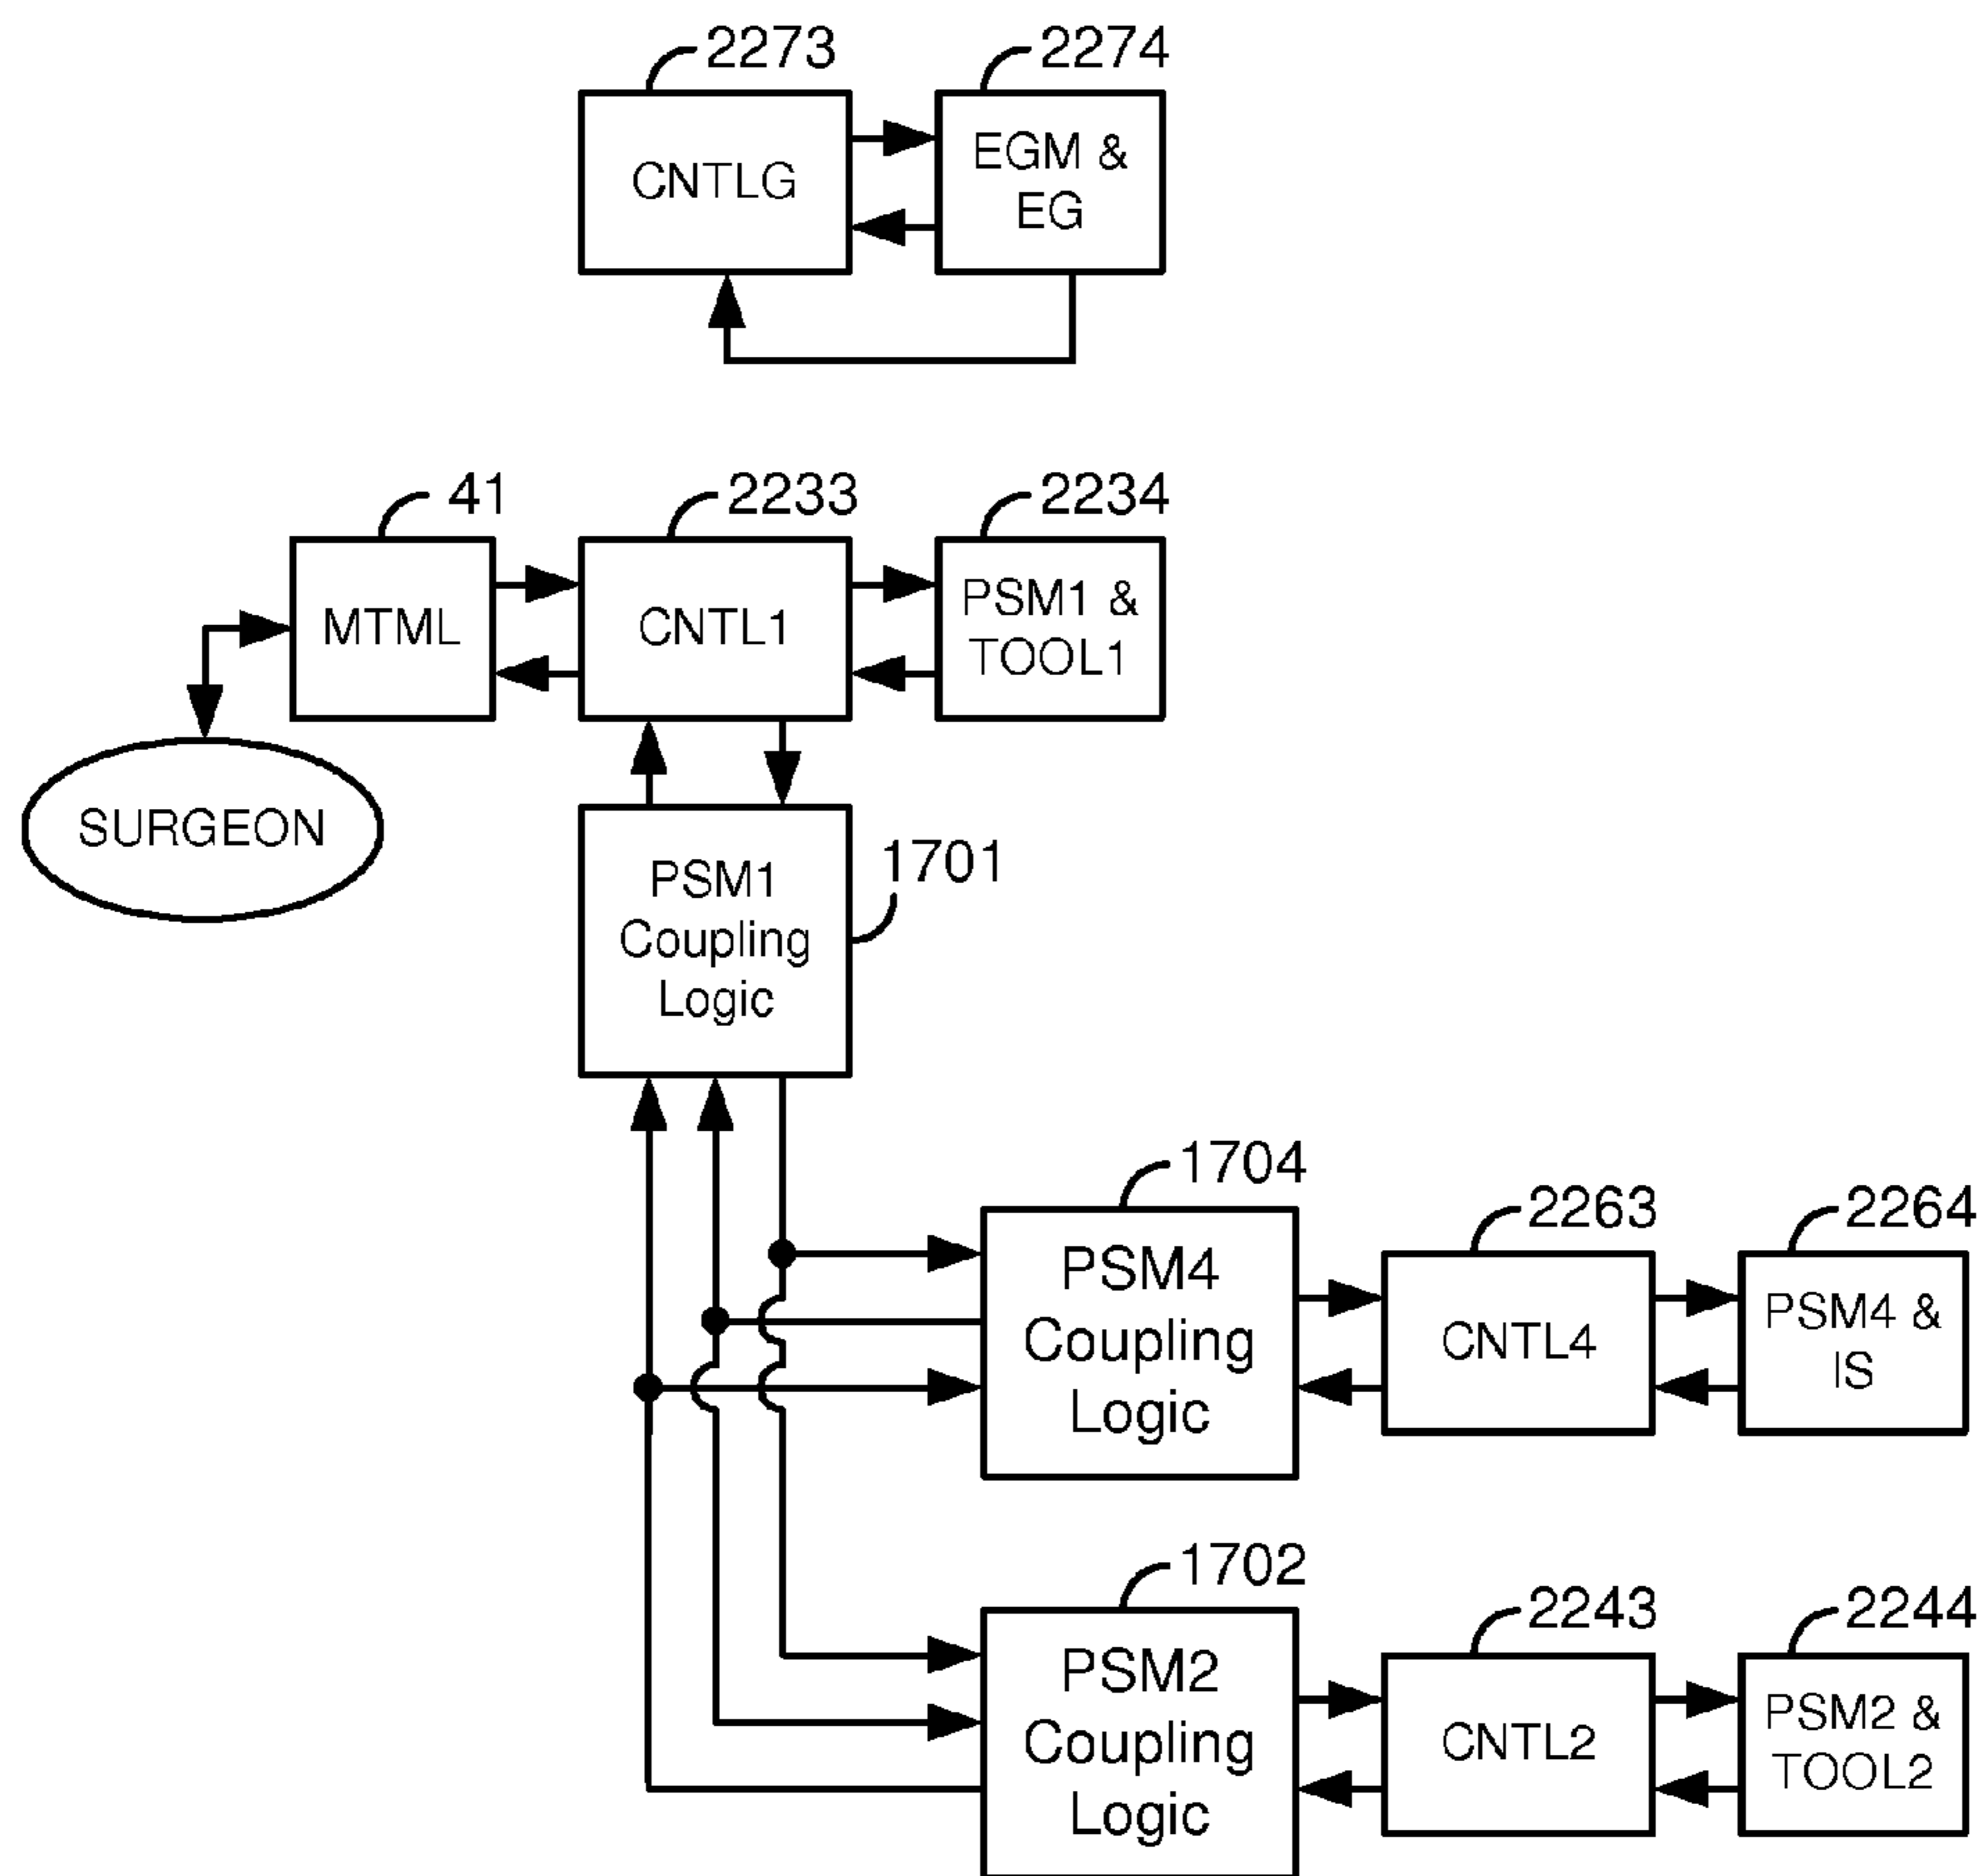 2273
2274
CNTLG
EGM &
EG
41
2233
2234
MTML
CNTL1
PSM1 &
TOOL1
SURGEON
PSM1
Coupling
Logic
1701
1704
2263
2264
PSM4
Coupling
Logic
CNTL4
PSM4 &
IS
1702
2243
2244
PSM2
Coupling
Logic
CNTL2
PSM2 &
TOOL2